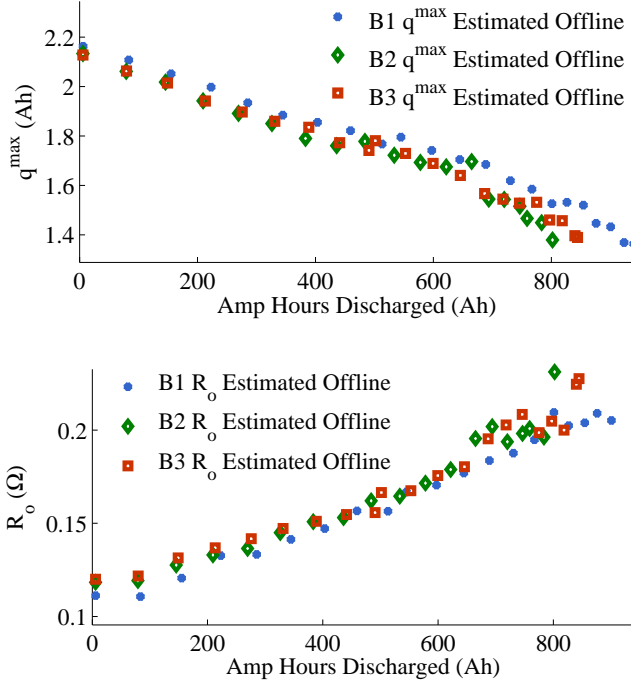 B1 q^max Estimated Offline
B2 q^max Estimated Offline
B3 q^max Estimated Offline
2.2
2
1.8
1.6
1.4
q^max (Ah)
0 200 400 600 800
Amp Hours Discharged (Ah)
B1 R_o Estimated Offline
B2 R_o Estimated Offline
B3 R_o Estimated Offline
0.2
0.15
0.1
R_o (Ω)
0 200 400 600 800
Amp Hours Discharged (Ah)